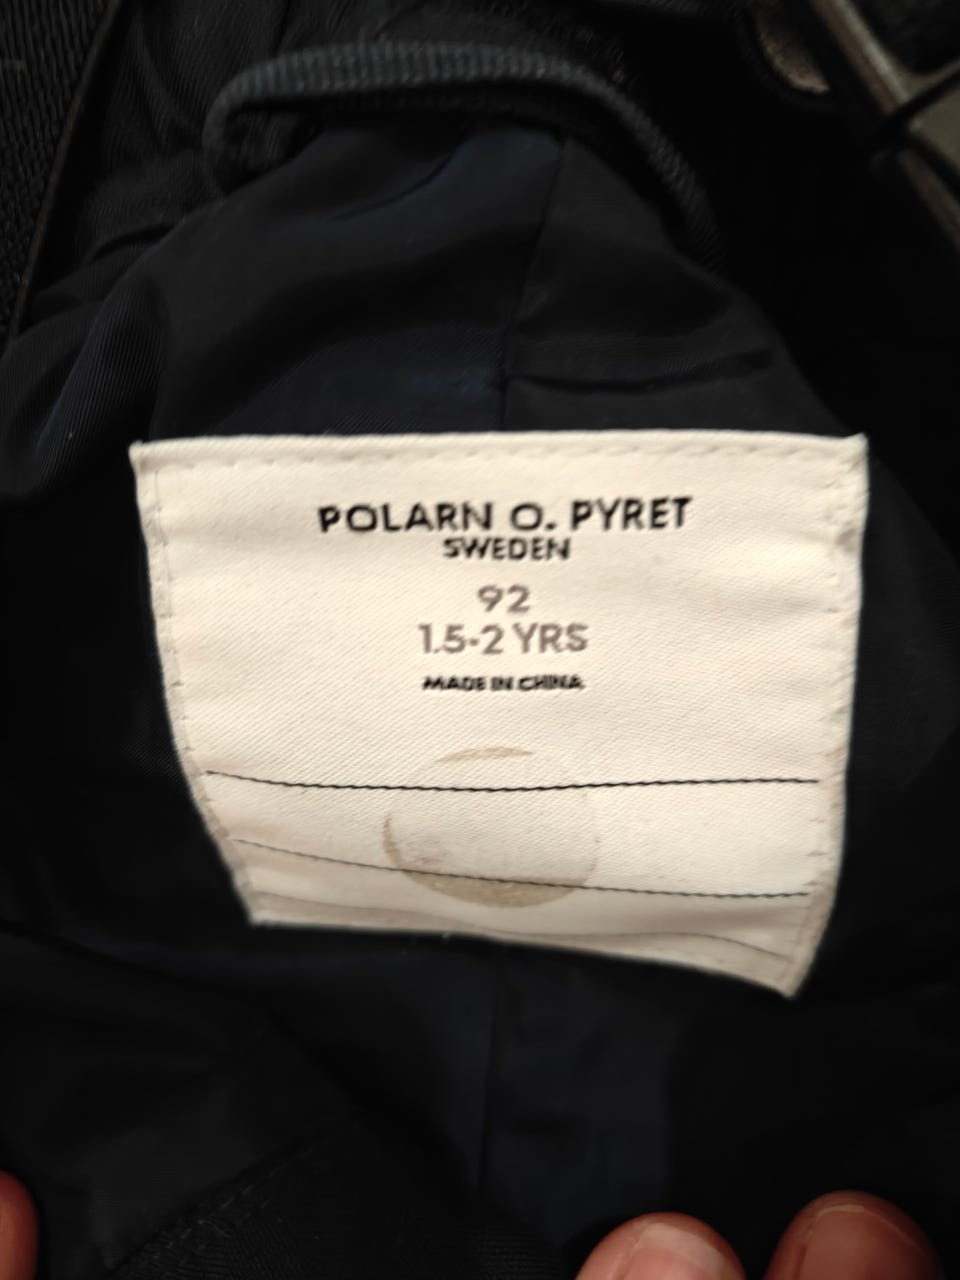 POLARN O. PYRET
SWEDEN
92
1.5-2 YRS
MADE IN CHINA